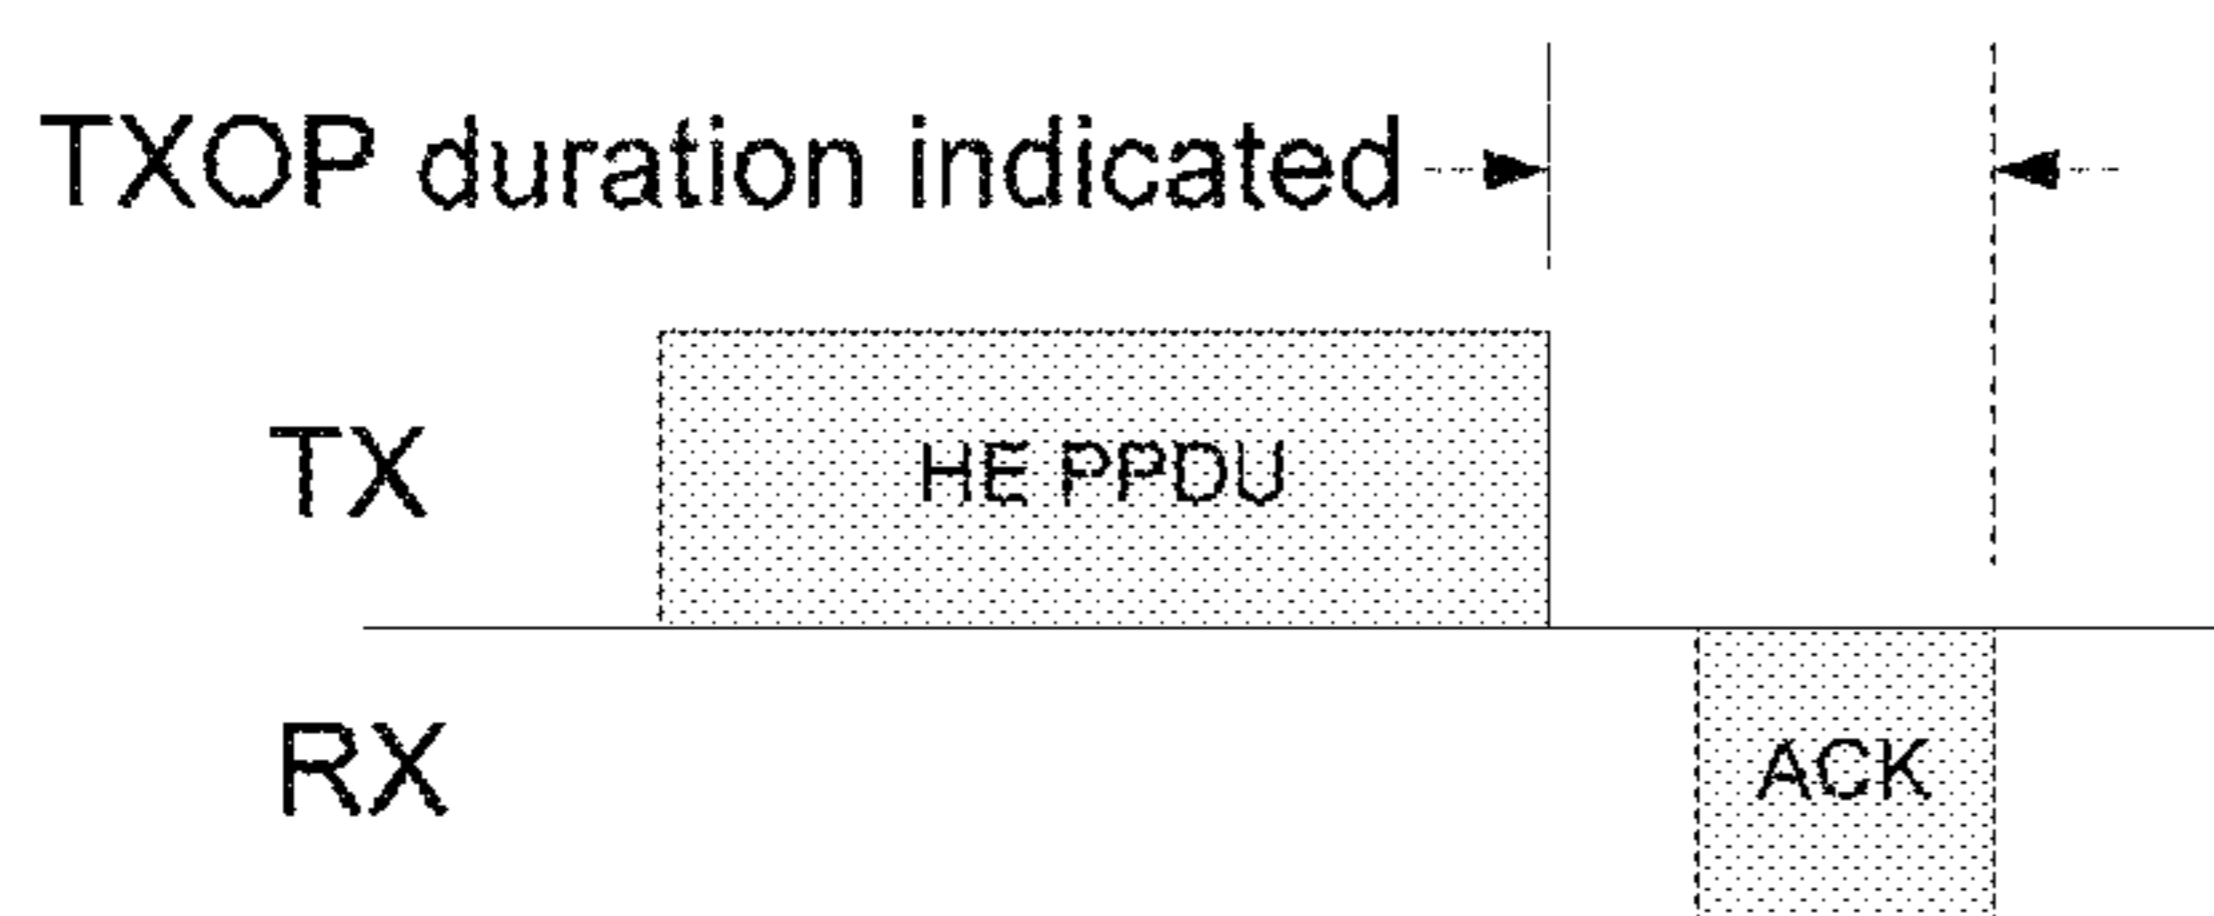 TXOP duration indicated
TX
HE PPDU
RX
ACK